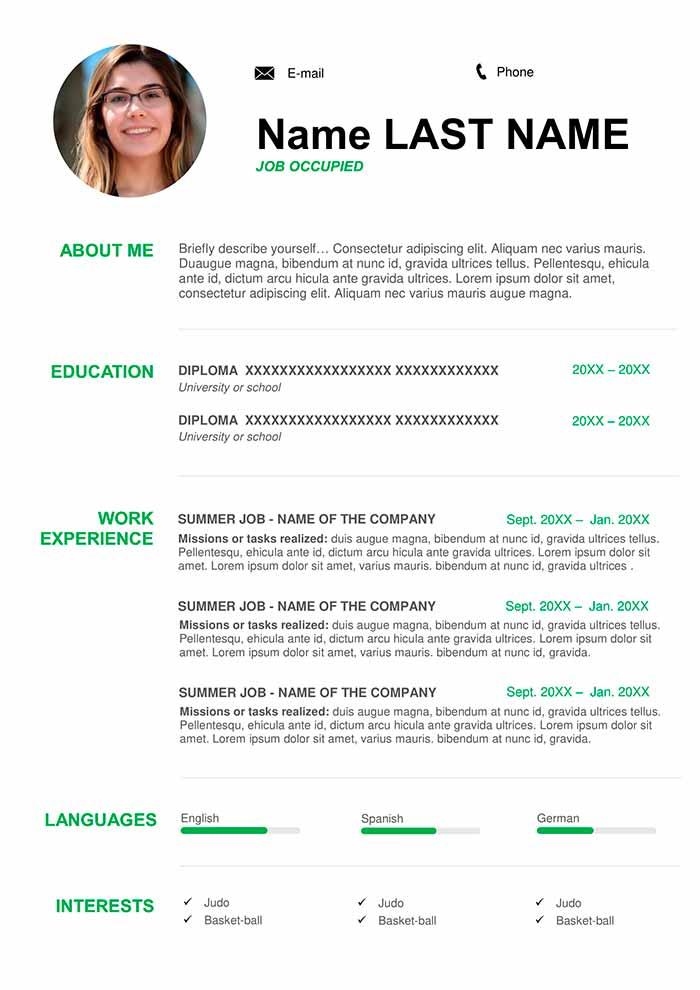 E-mail
Phone
Name LAST NAME
JOB OCCUPIED
ABOUT ME
Briefly describe yourself… Consectetur adipiscing elit. Aliquam nec varius mauris.
Duaugue magna, bibendum at nunc id, gravida ultrices tellus. Pellentesqu, ehicula
ante id, dictum arcu hicula ante gravida ultrices. Lorem ipsum dolor sit amet,
consectetur adipiscing elit. Aliquam nec varius mauris augue magna.
EDUCATION
DIPLOMA XXXXXXXXXXXXXXXXX XXXXXXXXXXXX
20XX – 20XX
University or school
DIPLOMA XXXXXXXXXXXXXXXXX XXXXXXXXXXXX
20XX – 20XX
University or school
WORK
EXPERIENCE
SUMMER JOB - NAME OF THE COMPANY
Sept. 20XX – Jan. 20XX
Missions or tasks realized: duis augue magna, bibendum at nunc id, gravida ultrices tellus.
Pellentesqu, ehicula ante id, dictum arcu hicula ante gravida ultrices. Lorem ipsum dolor sit
amet. Lorem ipsum dolor sit amet, varius mauris. bibendum at nunc id, gravida ultrices .
SUMMER JOB - NAME OF THE COMPANY
Sept. 20XX – Jan. 20XX
Missions or tasks realized: duis augue magna, bibendum at nunc id, gravida ultrices tellus.
Pellentesqu, ehicula ante id, dictum arcu hicula ante gravida ultrices. Lorem ipsum dolor sit
amet. Lorem ipsum dolor sit amet, varius mauris. bibendum at nunc id, gravida.
SUMMER JOB - NAME OF THE COMPANY
Sept. 20XX – Jan. 20XX
Missions or tasks realized: duis augue magna, bibendum at nunc id, gravida ultrices tellus.
Pellentesqu, ehicula ante id, dictum arcu hicula ante gravida ultrices. Lorem ipsum dolor sit
amet. Lorem ipsum dolor sit amet, varius mauris. bibendum at nunc id, gravida.
LANGUAGES
English
Spanish
German
INTERESTS
Judo
Judo
Judo
Basket-ball
Basket-ball
Basket-ball